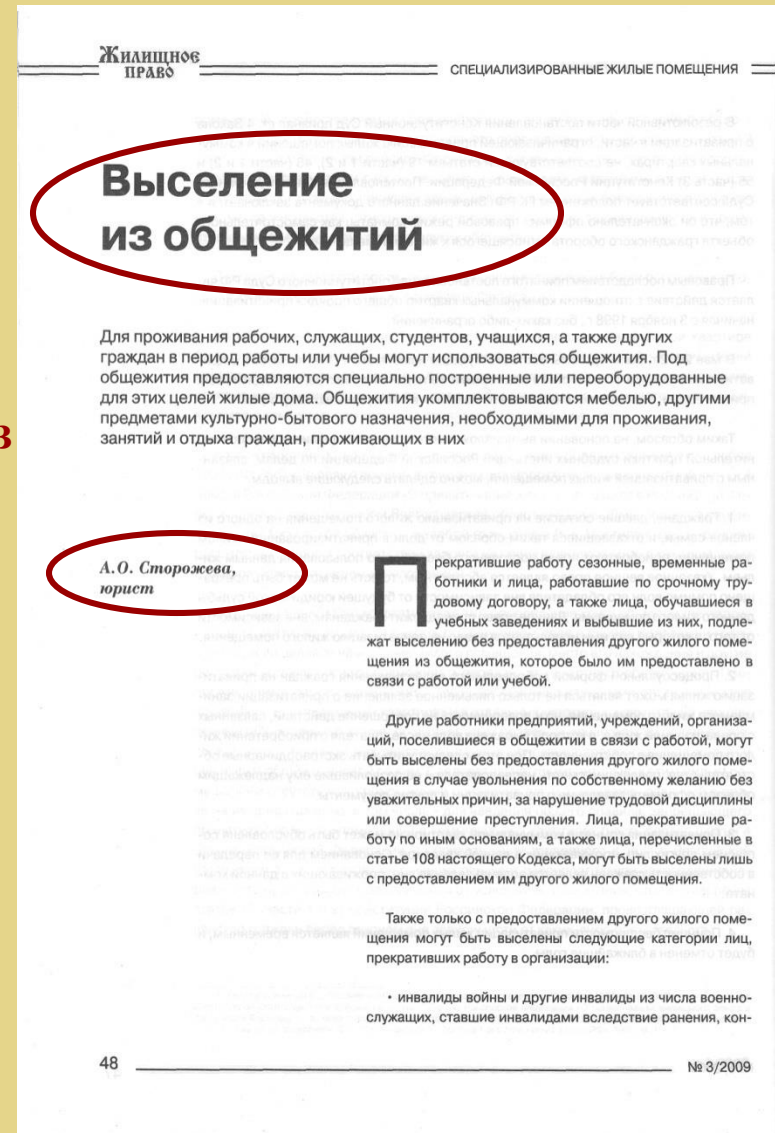 Жилищное
ПРАВО
СПЕЦИАЛИЗИРОВАННЫЕ ЖИЛЫЕ ПОМЕЩЕНИЯ
Выселение
из общежитий
Для проживания рабочих, служащих, студентов, учащихся, а также других
граждан в период работы или учебы могут использоваться общежития. Под
общежития предоставляются специально построенные или переоборудованные
для этих целей жилые дома. Общежития укомплектовываются мебелью, другими
предметами культурно-бытового назначения, необходимыми для проживания,
занятий и отдыха граждан, проживающих в них
в
А.О. Сторожева,
юрист
Прекратившие работу сезонные, временные ра-
ботники и лица, работавшие по срочному тру-
довому договору, а также лица, обучавшиеся в
учебных заведениях и выбывшие из них, подле-
жат выселению без предоставления другого жилого поме-
щения из общежития, которое было им предоставлено в
связи с работой или учебой.
Другие работники предприятий, учреждений, организа-
ций, поселившиеся в общежитии в связи с работой, могут
быть выселены без предоставления другого жилого поме-
щения в случае увольнения по собственному желанию без
уважительных причин, за нарушение трудовой дисциплины
или совершение преступления. Лица, прекратившие ра-
боту по иным основаниям, а также лица, перечисленные в
статье 108 настоящего Кодекса, могут быть выселены лишь
с предоставлением им другого жилого помещения.
Также только с предоставлением другого жилого поме-
щения могут быть выселены следующие категории лиц,
прекративших работу в организации:
• инвалиды войны и другие инвалиды из числа военно-
служащих, ставшие инвалидами вследствие ранения, кон-
48
№ 3/2009